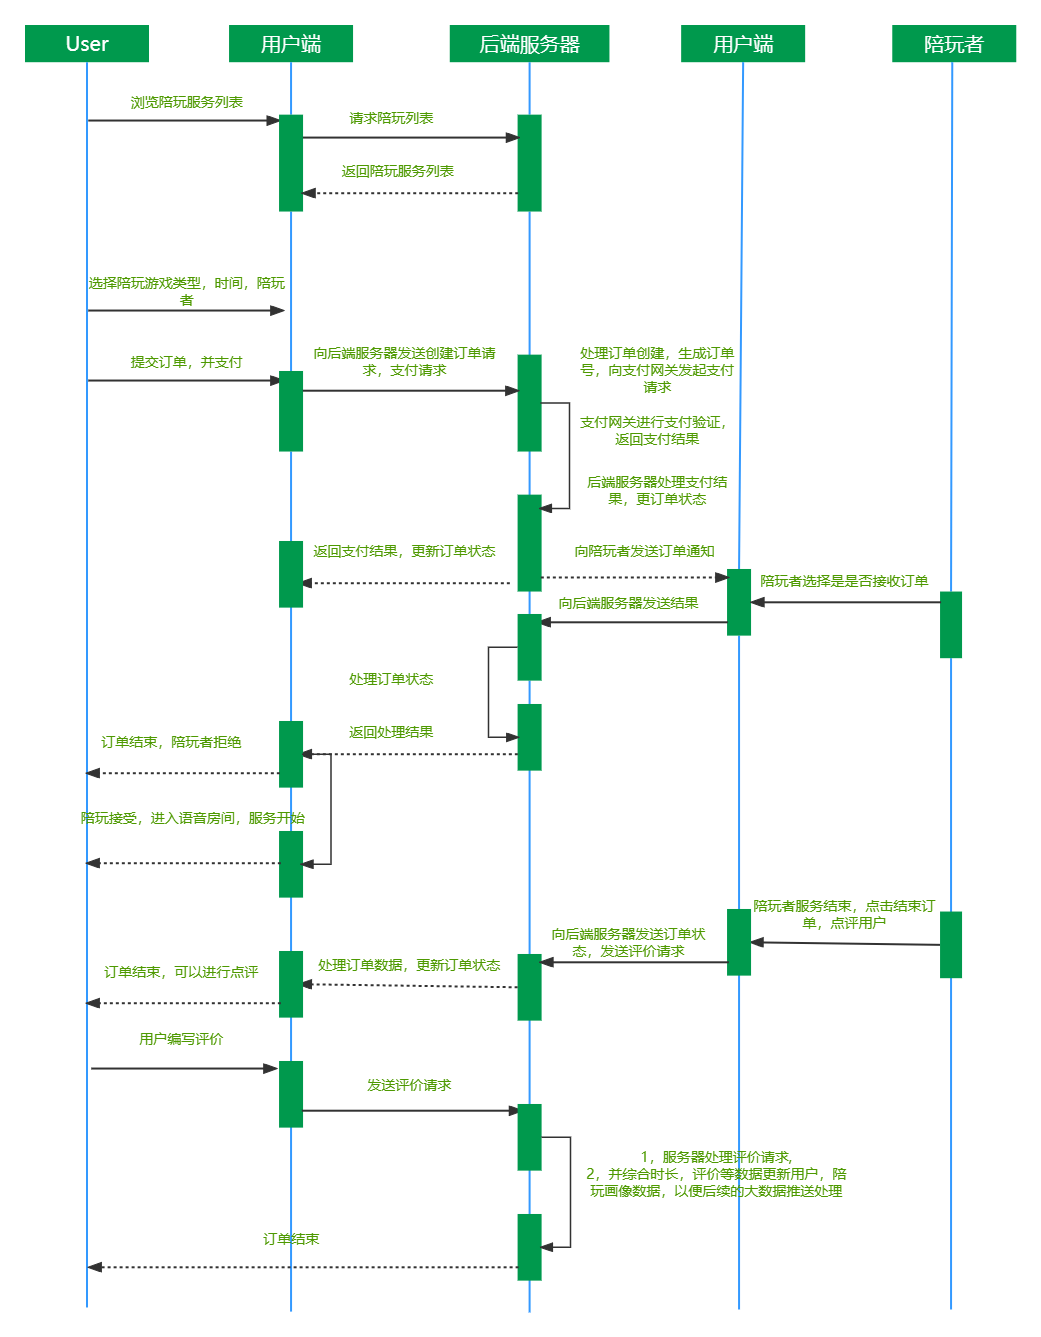 User
用户端
后端服务器
用户端
陪玩者
浏览陪玩服务列表
请求陪玩列表
返回陪玩服务列表
选择陪玩游戏类型，时间，陪玩
者
提交订单，并支付
向后端服务器发送创建订单请
求，支付请求
处理订单创建，生成订单
号，向支付网关发起支付
请求
支付网关进行支付验证，
返回支付结果
后端服务器处理支付结
果，更订单状态
返回支付结果，更新订单状态
向陪玩者发送订单通知
陪玩者选择是是否接收订单
向后端服务器发送结果
处理订单状态
返回处理结果
订单结束，陪玩者拒绝
陪玩接受，进入语音房间，服务开始
陪玩者服务结束，点击结束订
单，点评用户
向后端服务器发送订单状
态，发送评价请求
处理订单数据，更新订单状态
订单结束，可以进行点评
用户编写评价
发送评价请求
1，服务器处理评价请求,
2，并综合时长，评价等数据更新用户，陪
玩画像数据，以便后续的大数据推送处理
订单结束